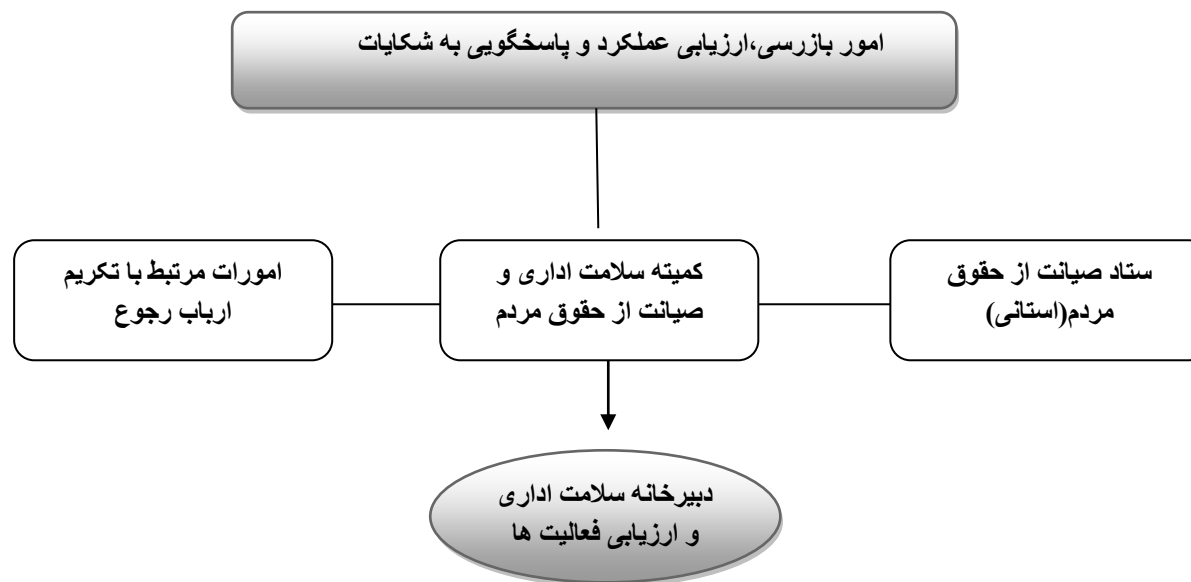 امور بازرسی،ارزیابی عملکرد و پاسخگویی به شکایات
ستاد صیانت از حقوق
مردم(استانی)
کمیته سلامت اداری و
صیانت از حقوق مردم
امورات مرتبط با تکریم
ارباب رجوع
دبیرخانه سلامت اداری
و ارزیابی فعالیت ها